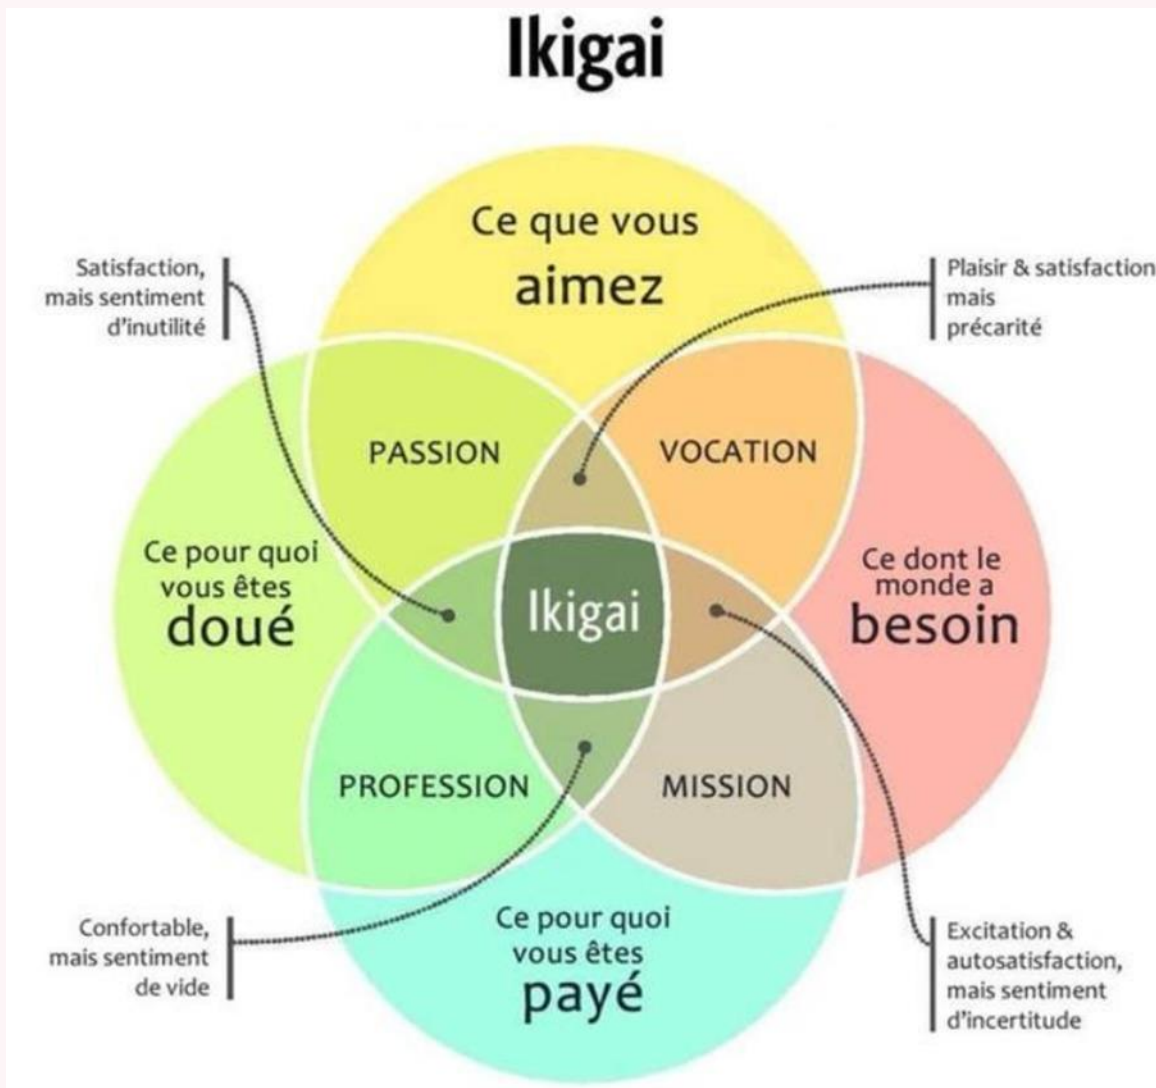 Ikigai
Ce que vous
aimez
Satisfaction,
mais sentiment
d'inutilité
Plaisir & satisfaction
mais
précarité
PASSION
VOCATION
Ce pour quoi
vous êtes
doué
Ikigai
Ce dont le
monde a
besoin
PROFESSION
MISSION
Confortable,
mais sentiment
de vide
Ce pour quoi
vous êtes
payé
Excitation &
autosatisfaction,
mais sentiment
d'incertitude